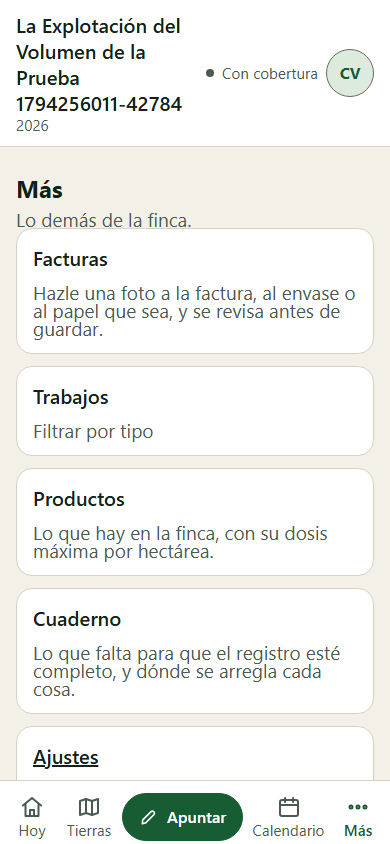 La Explotación del
Volumen de la
Prueba
1794256011-42784
2026
Con cobertura
CV
Más
Lo demás de la finca.
Facturas
Hazle una foto a la factura, al envase o
al papel que sea, y se revisa antes de
guardar.
Trabajos
Filtrar por tipo
Productos
Lo que hay en la finca, con su dosis
máxima por hectárea.
Cuaderno
Lo que falta para que el registro esté
completo, y dónde se arregla cada
cosa.
Ajustes
Hoy
Tierras
Apuntar
Calendario
Más